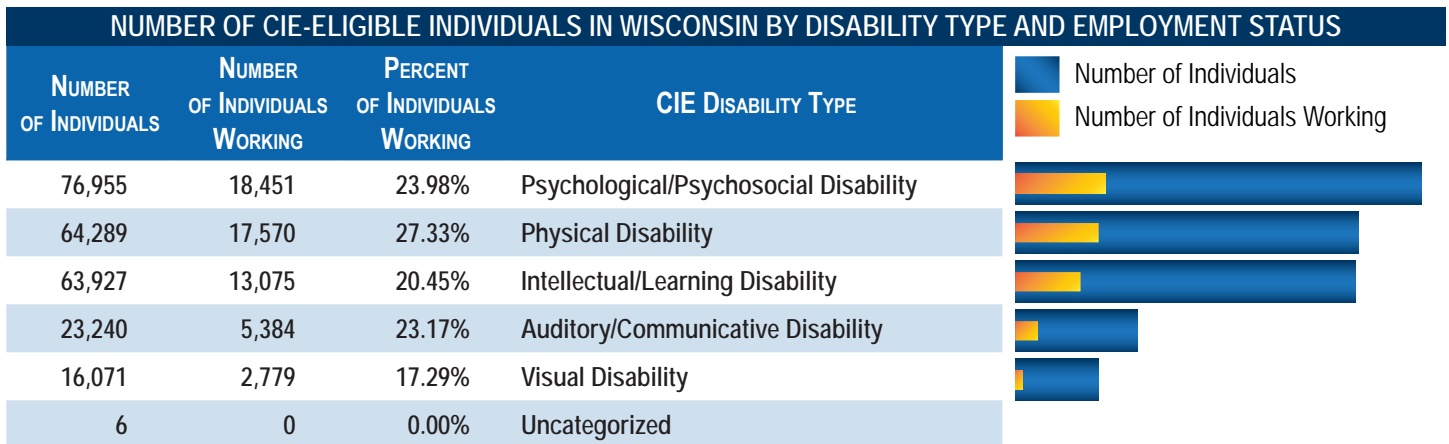 NUMBER OF CIE-ELIGIBLE INDIVIDUALS IN WISCONSIN BY DISABILITY TYPE AND EMPLOYMENT STATUS
NUMBER OF INDIVIDUALS
NUMBER OF INDIVIDUALS WORKING
PERCENT OF INDIVIDUALS WORKING
CIE DISABILITY TYPE
Number of Individuals
Number of Individuals Working
76,955 18,451 23.98% Psychological/Psychosocial Disability
64,289 17,570 27.33% Physical Disability
63,927 13,075 20.45% Intellectual/Learning Disability
23,240 5,384 23.17% Auditory/Communicative Disability
16,071 2,779 17.29% Visual Disability
6 0 0.00% Uncategorized